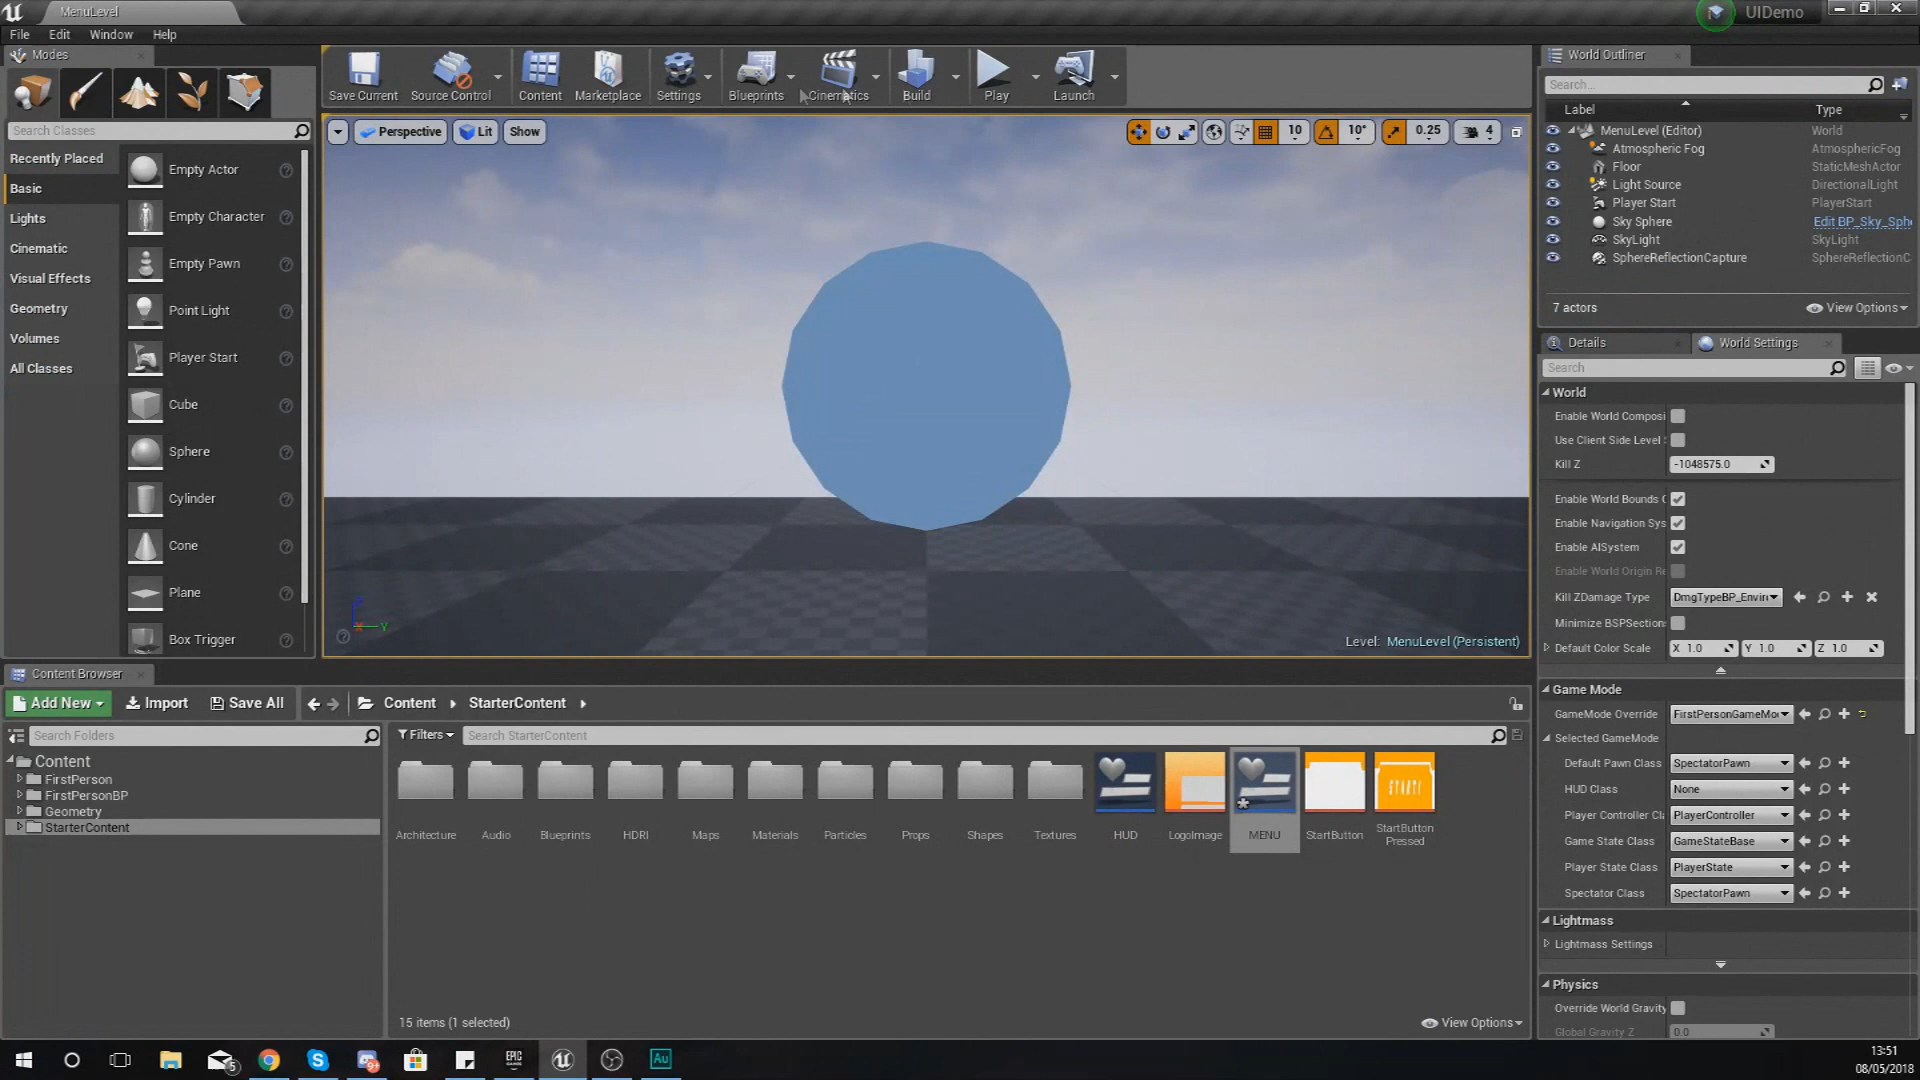 MenuLevel
UIDemo
File Edit Window Help
Modes
Search Classes
Recently Placed
Basic
Lights
Cinematic
Visual Effects
Geometry
Volumes
All Classes
Empty Actor
Empty Character
Empty Pawn
Point Light
Player Start
Cube
Sphere
Cylinder
Cone
Plane
Box Trigger
Save Current Source Control Content Marketplace Settings Blueprints Cinematics Build Play Launch
Perspective Lit Show
10 10° 0.25 4
Level: MenuLevel (Persistent)
World Outliner
Search...
Label Type
MenuLevel (Editor) World
Atmospheric Fog AtmosphericFog
Floor StaticMeshActor
Light Source DirectionalLight
Player Start PlayerStart
Sky Sphere Edit BP_Sky_Sph
SkyLight SkyLight
SphereReflectionCapture SphereReflectionC
7 actors View Options
Details World Settings
Search
World
Enable World Composi
Use Client Side Level
Kill Z -1048575.0
Enable World Bounds C
Enable Navigation Sys
Enable AISystem
Enable World Origin Re
Kill ZDamage Type DmgTypeBP_Envir
Minimize BSPSection
Default Color Scale X 1.0 Y 1.0 Z 1.0
Game Mode
GameMode Override FirstPersonGameMo
Selected GameMode
Default Pawn Class SpectatorPawn
HUD Class None
Player Controller Cl PlayerController
Game State Class GameStateBase
Player State Class PlayerState
Spectator Class SpectatorPawn
Lightmass
Lightmass Settings
Physics
Override World Gravity
Global Gravity Z 0.0
Content Browser
Add New Import Save All Content StarterContent
Search Folders
Content
FirstPerson
FirstPersonBP
Geometry
StarterContent
Filters Search StarterContent
START!
Architecture Audio Blueprints HDRI Maps Materials Particles Props Shapes Textures HUD LogoImage MENU StartButton StartButton
Pressed
15 items (1 selected) View Options
5 9+ EPIC GAMES Au
13:51
08/05/2018